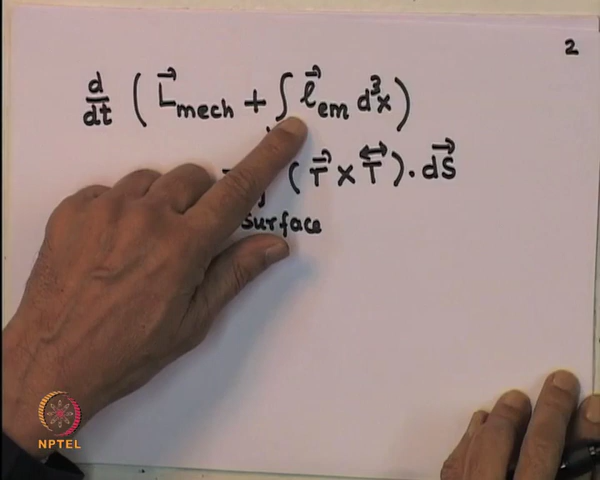 2
d/dt ( L⃗mech + ∫ ℓ⃗em d³x )
( r⃗ × T⃡ ) . dS⃗
surface
NPTEL